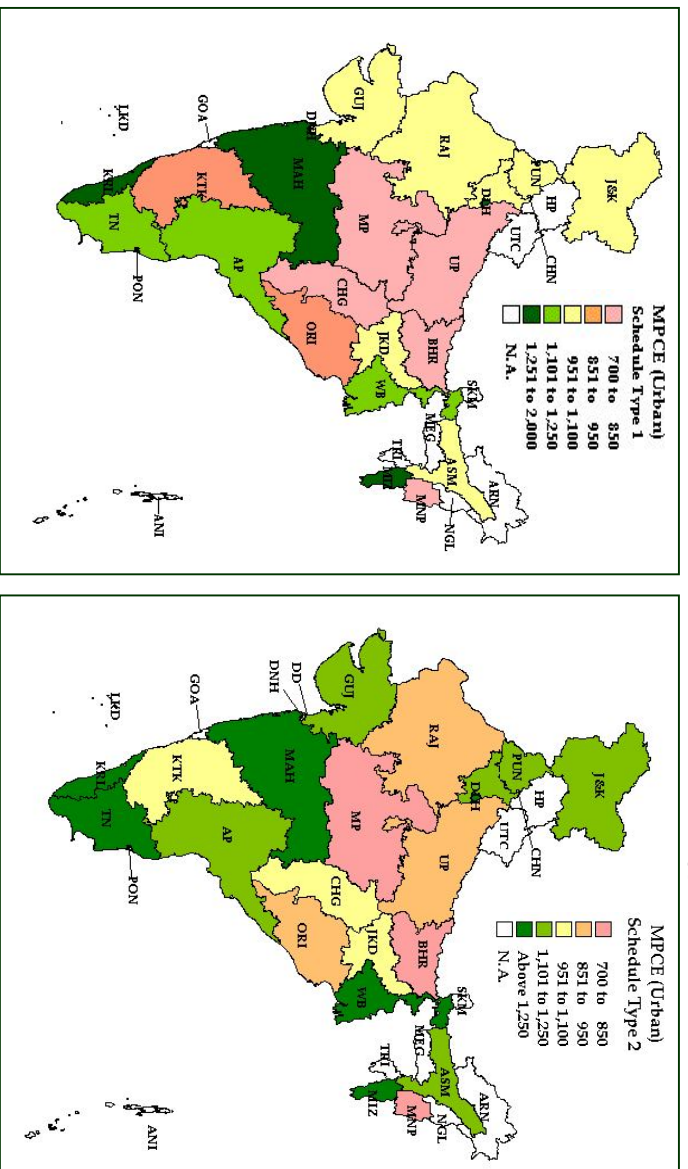 MPCE (Urban)
Schedule Type 1
700 to 850
851 to 950
951 to 1,100
1,101 to 1,250
1,251 to 2,000
N.A.
J&K
HP
PUN
CHN
UTC
RAJ
UP
GUJ
MP
BHR
SKM
ARN
ASM
NGL
MEG
MNP
TRI
JKD
WB
CHG
ORI
MAH
AP
GOA
KTK
LKD
TN
PON
ANI
MPCE (Urban)
Schedule Type 2
700 to 850
851 to 950
951 to 1,100
1,101 to 1,250
Above 1,250
N.A.
J&K
HP
PUN
CHN
UTC
RAJ
UP
GUJ
DD
DNH
MP
BHR
SKM
ARN
ASM
NGL
MEG
MNP
TRI
MIZ
JKD
WB
CHG
ORI
MAH
AP
GOA
KTK
LKD
TN
PON
ANI